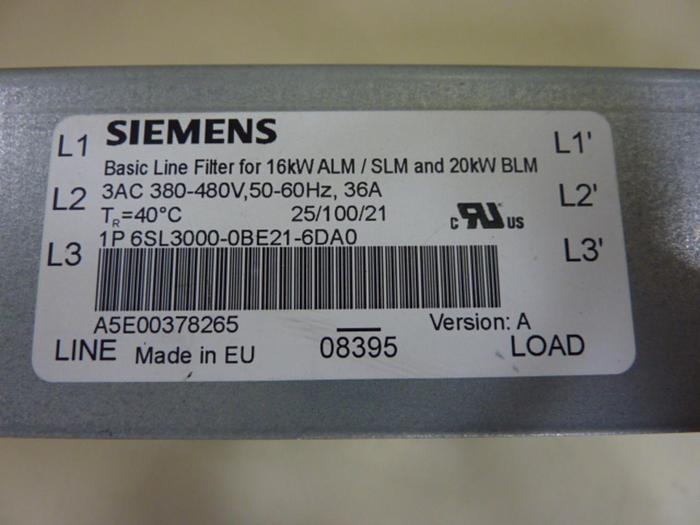 L1 SIEMENS L1'
Basic Line Filter for 16kW ALM / SLM and 20kW BLM
L2 3AC 380-480V,50-60Hz, 36A L2'
TR=40°C 25/100/21 c RU us
L3 1P 6SL3000-0BE21-6DA0 L3'
A5E00378265 Version: A
LINE Made in EU 08395 LOAD